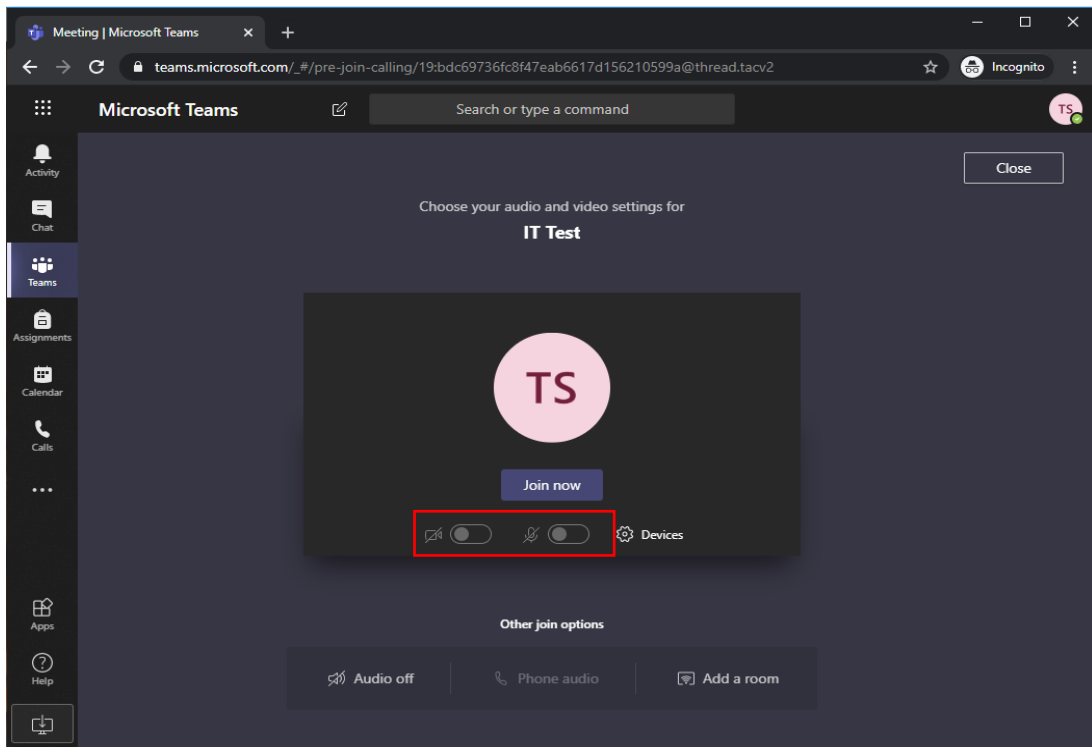 Meeting | Microsoft Teams
teams.microsoft.com/_#/pre-join-calling/19:bdc69736fc8f47eab6617d156210599a@thread.tacv2
Incognito
Microsoft Teams
Search or type a command
TS
Activity
Chat
Teams
Assignments
Calendar
Calls
Apps
Help
Close
Choose your audio and video settings for
IT Test
TS
Join now
Devices
Other join options
Audio off
Phone audio
Add a room